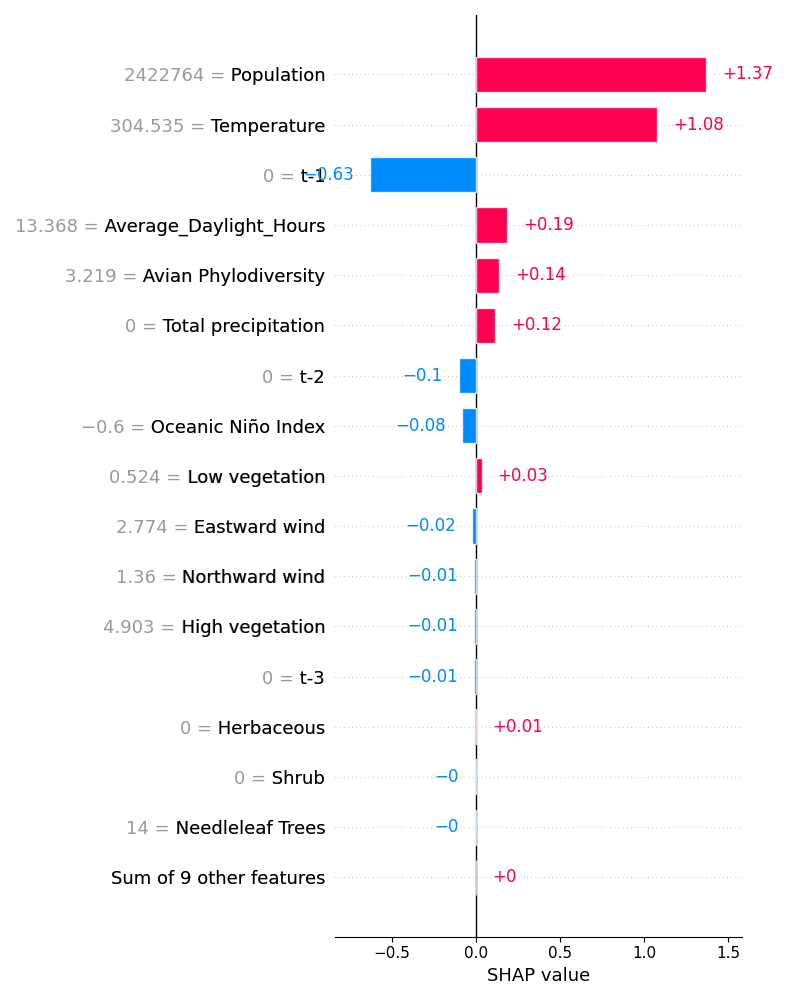 2422764 = Population +1.37
304.535 = Temperature +1.08
0 = t-1 −0.63
13.368 = Average_Daylight_Hours +0.19
3.219 = Avian Phylodiversity +0.14
0 = Total precipitation +0.12
0 = t-2 −0.1
−0.6 = Oceanic Niño Index −0.08
0.524 = Low vegetation +0.03
2.774 = Eastward wind −0.02
1.36 = Northward wind −0.01
4.903 = High vegetation −0.01
0 = t-3 −0.01
0 = Herbaceous +0.01
0 = Shrub −0
14 = Needleleaf Trees −0
Sum of 9 other features +0
−0.5 0.0 0.5 1.0 1.5
SHAP value